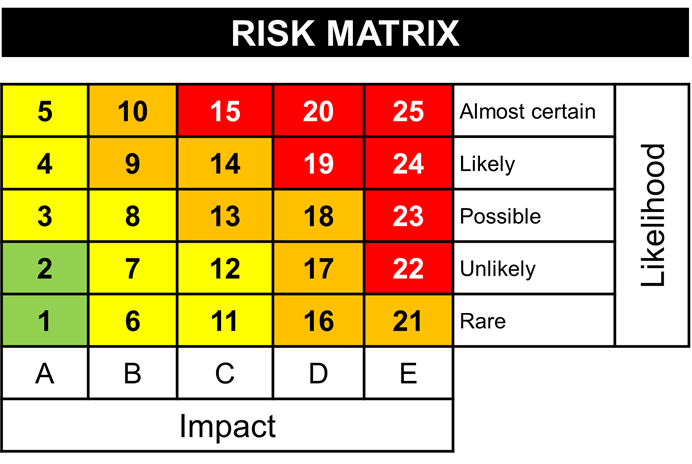 RISK MATRIX
5 10 15 20 25 Almost certain
4 9 14 19 24 Likely
3 8 13 18 23 Possible
2 7 12 17 22 Unlikely
1 6 11 16 21 Rare
Likelihood
A B C D E
Impact